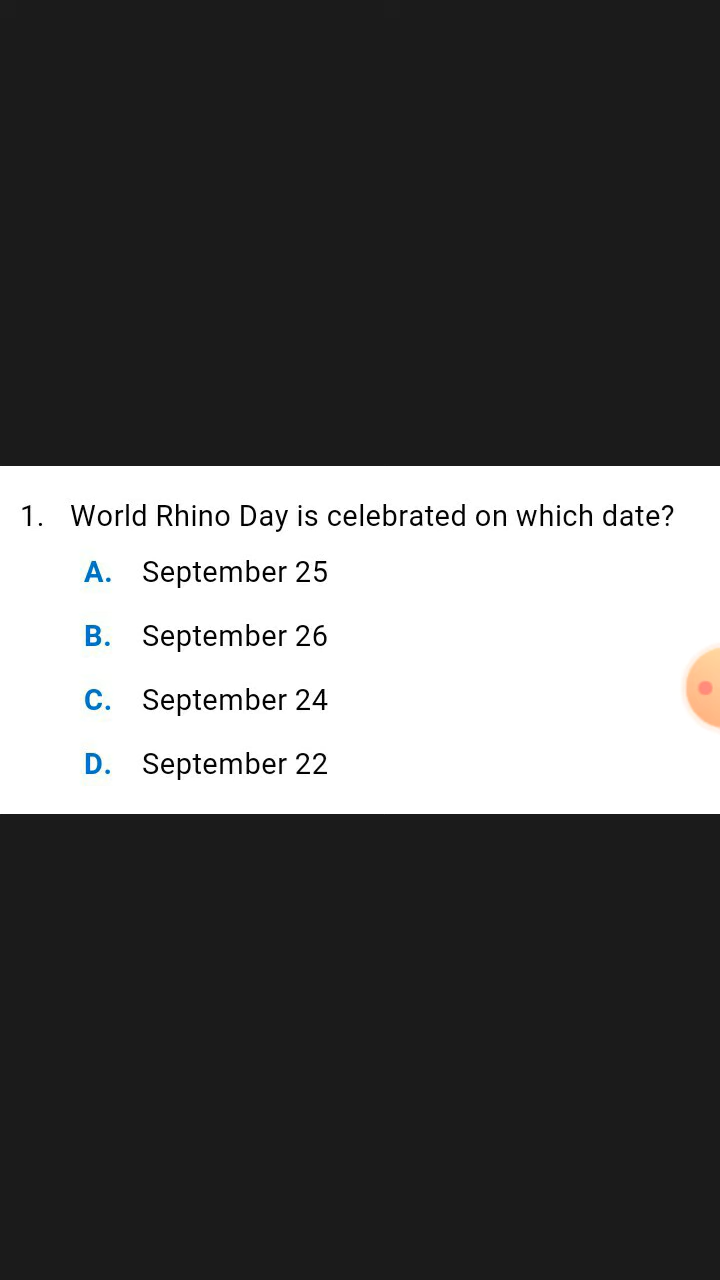 1. World Rhino Day is celebrated on which date?
A. September 25
B. September 26
C. September 24
D. September 22